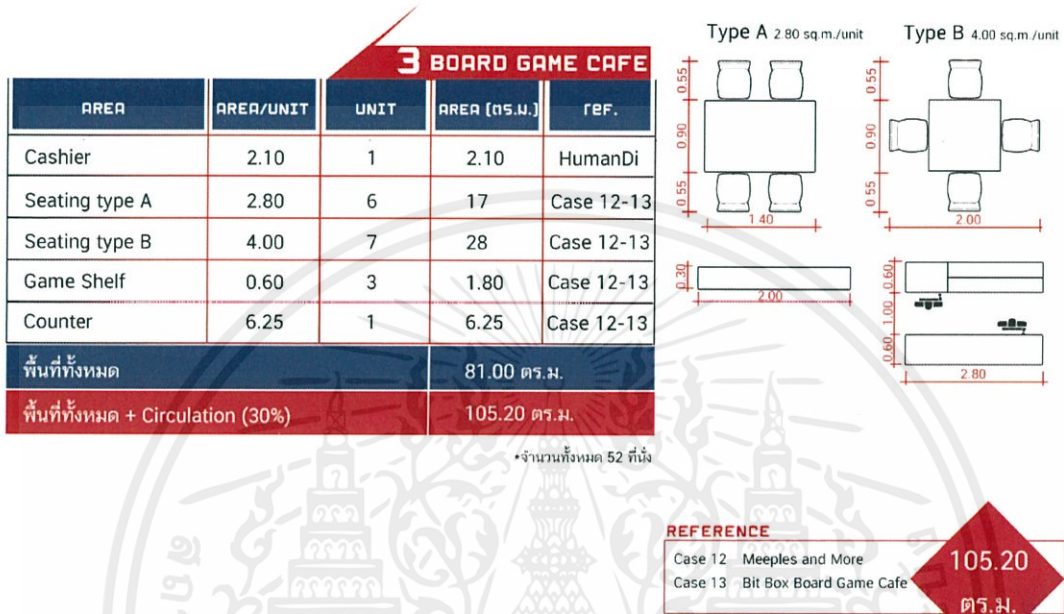 3 BOARD GAME CAFE
AREA AREA/UNIT UNIT AREA (ตร.ม.) ref.
Cashier 2.10 1 2.10 HumanDi
Seating type A 2.80 6 17 Case 12-13
Seating type B 4.00 7 28 Case 12-13
Game Shelf 0.60 3 1.80 Case 12-13
Counter 6.25 1 6.25 Case 12-13
พื้นที่ทั้งหมด 81.00 ตร.ม.
พื้นที่ทั้งหมด + Circulation (30%) 105.20 ตร.ม.
*จำนวนทั้งหมด 52 ที่นั่ง
Type A 2.80 sq.m./unit
0.55
0.90
0.55
1.40
Type B 4.00 sq.m./unit
0.55
0.90
0.55
2.00
0.30
2.00
0.60
1.00
0.60
2.80
REFERENCE
Case 12 Meeples and More
Case 13 Bit Box Board Game Cafe
105.20
ตร.ม.